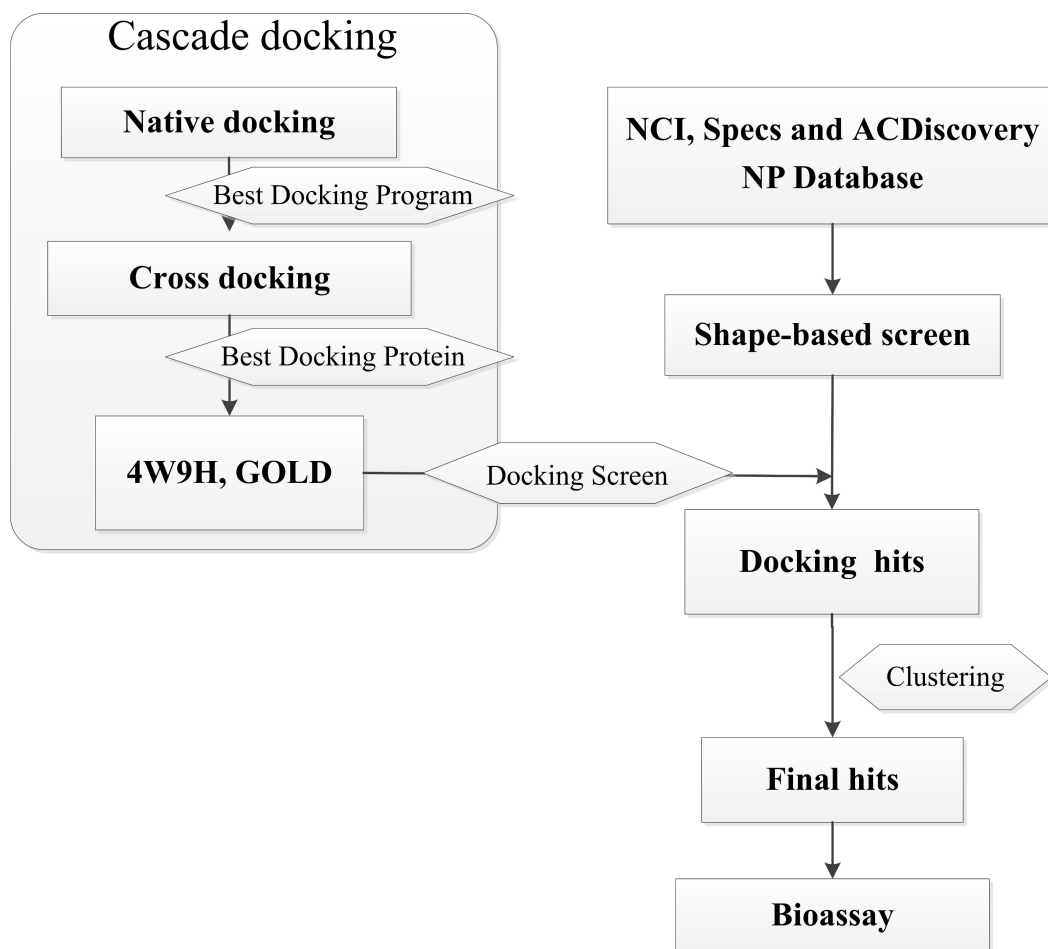 Cascade docking
Native docking
Best Docking Program
Cross docking
Best Docking Protein
4W9H, GOLD
Docking Screen
NCI, Specs and ACDiscovery
NP Database
Shape-based screen
Docking hits
Clustering
Final hits
Bioassay